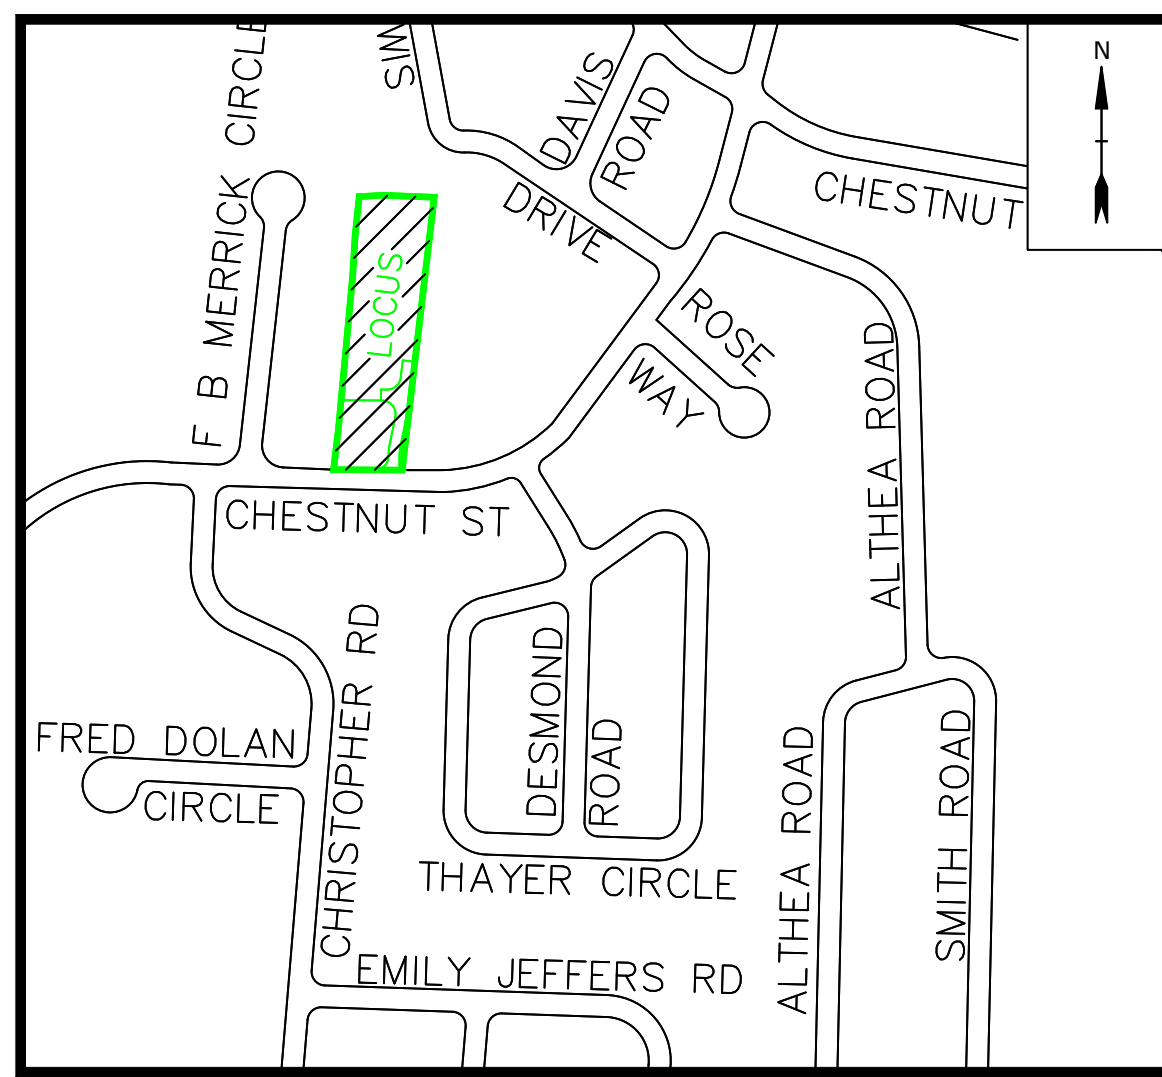 N
CIRCLE
F B MERRICK
SIM
DAVIS
ROAD
DRIVE
CHESTNUT
LOCUS
ROSE
WAY
ALTHEA ROAD
CHESTNUT ST
CHRISTOPHER RD
FRED DOLAN
CIRCLE
DESMOND
ROAD
THAYER CIRCLE
ALTHEA ROAD
SMITH ROAD
EMILY JEFFERS RD